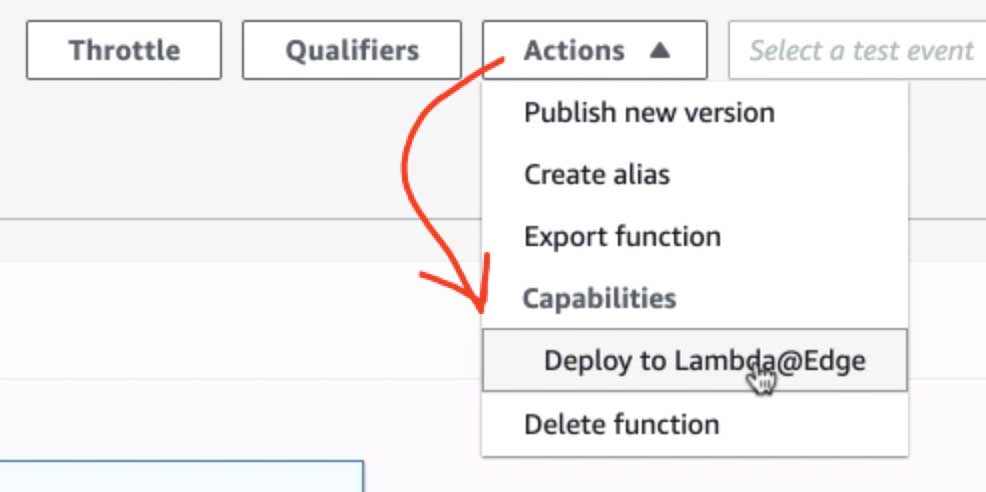 Throttle Qualifiers Actions ▲ Select a test event
Publish new version
Create alias
Export function
Capabilities
Deploy to Lambda@Edge
Delete function